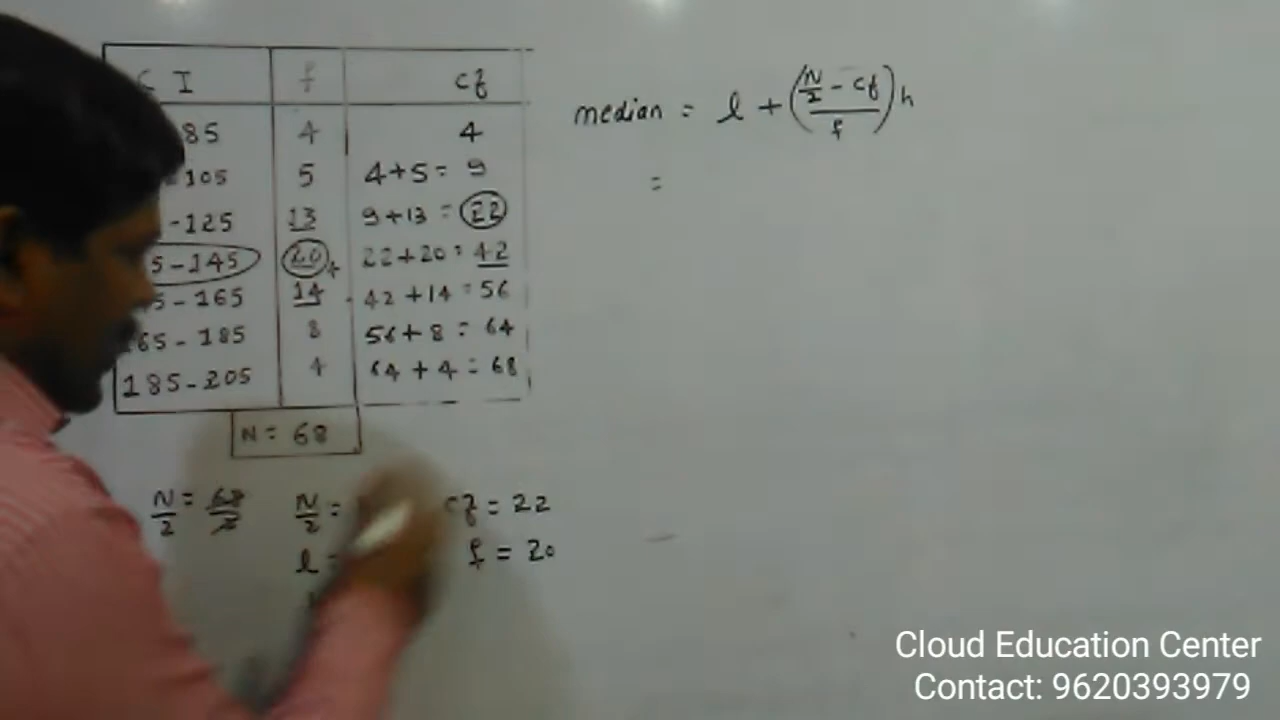 C I f cf
85 4 4
105 5 4+5= 9
-125 13 9+13 = 22
5-145 20 22+20 = 42
5-165 14 42+14 = 56
65-185 8 56+8 = 64
185-205 4 64+4 = 68
N = 68
median = l + ((N/2 - cf)/f) h
=
N/2 = 68/2 N/2 = cf = 22
l = f = 20
Cloud Education Center
Contact: 9620393979